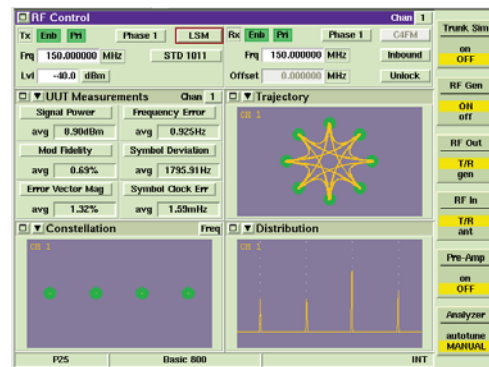 RF Control Chan 1
Tx Enb Pri Phase 1 LSM Rx Enb Pri Phase 1 C4FM
Frq 150.000000 MHz STD 1011 Frq 150.000000 MHz Inbound
Lvl -40.0 dBm Offset 0.000000 MHz Unlock
UUT Measurements Chan 1
Signal Power Frequency Error
avg 8.90dBm avg 0.925Hz
Mod Fidelity Symbol Deviation
avg 0.69% avg 1795.91Hz
Error Vector Mag Symbol Clock Err
avg 1.32% avg 1.59mHz
Trajectory
CH 1
Constellation Freq
CH 1
Distribution
CH 1
P25 Basic 800 INT
Trunk Sim
on
OFF
RF Gen
ON
off
RF Out
T/R
gen
RF In
T/R
ant
Pre-Amp
on
OFF
Analyzer
autotune
MANUAL